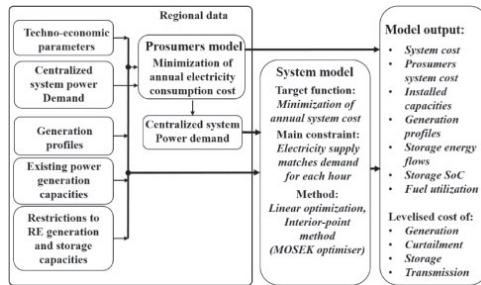 Regional data
Techno-economic
parameters
Centralized
system power
Demand
Generation
profiles
Existing power
generation
capacities
Restrictions to
RE generation
and storage
capacities
Prosumers model
Minimization of
annual electricity
consumption cost
Centralized system
Power demand
System model
Target function:
Minimization of
annual system cost
Main constraint:
Electricity supply
matches demand
for each hour
Method:
Linear optimization,
Interior-point
method
(MOSEK optimiser)
Model output:
• System cost
• Prosumers
system cost
• Installed
capacities
• Generation
profiles
• Storage energy
flows
• Storage SoC
• Fuel utilization
Levelised cost of:
• Generation
• Curtailment
• Storage
• Transmission